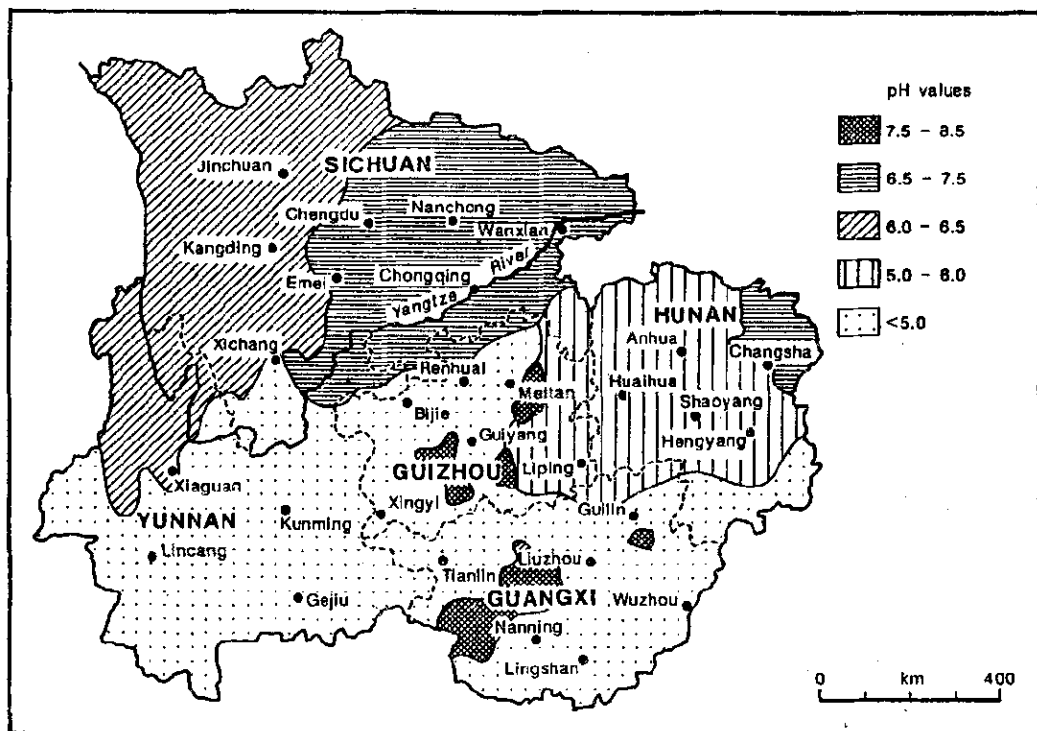 pH values
7.5 - 8.5
6.5 - 7.5
6.0 - 6.5
5.0 - 6.0
<5.0
Jinchuan
SICHUAN
Chengdu
Nanchong
Wanxian
Kangding
Emei
Chongqing
River
Yangtze
Xichang
HUNAN
Anhua
Changsha
Renhuai
Meitan
Huaihua
Bijie
Shaoyang
Guiyang
Hengyang
GUIZHOU
Liping
Xiaguan
Xingyi
Guilin
YUNNAN
Kunming
Lincang
Tianlin
Liuzhou
Gejiu
GUANGXI
Wuzhou
Nanning
Lingshan
0 km 400